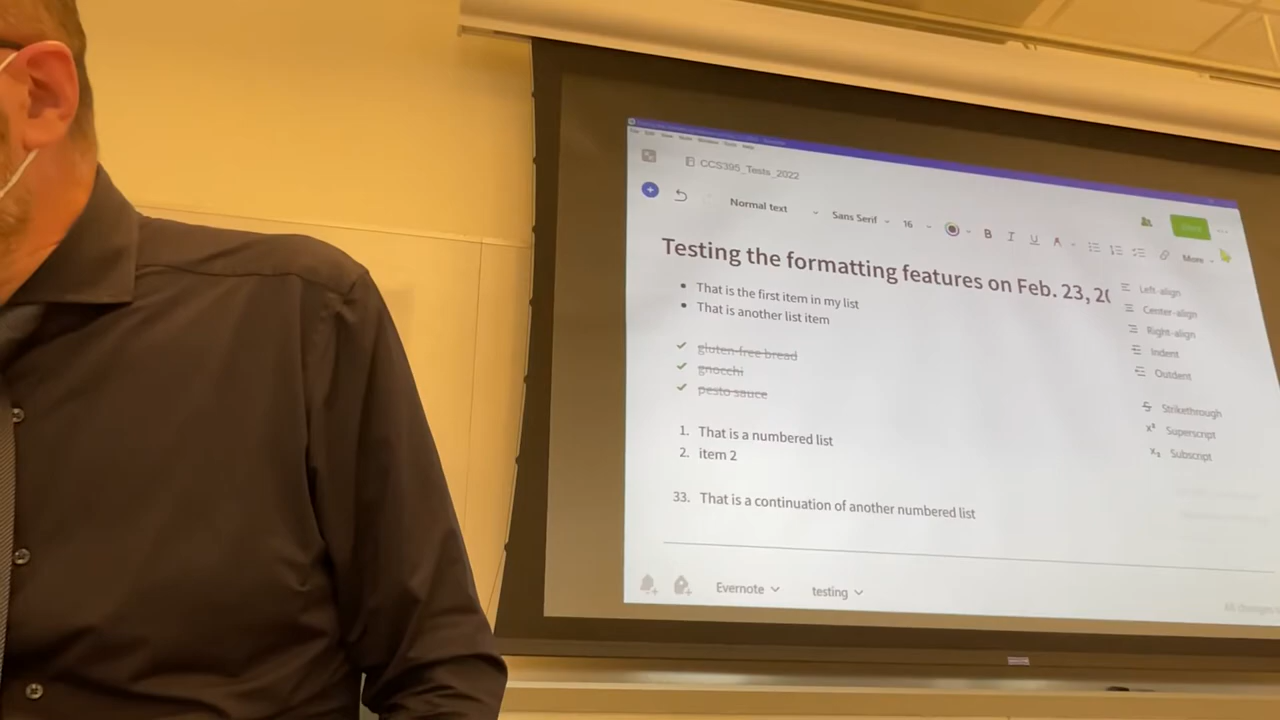 CCS395_Tests_2022
Normal text Sans Serif 16 B I U A More
Testing the formatting features on Feb. 23, 2(
• That is the first item in my list
• That is another list item
✓ gluten-free bread
✓ gnocchi
✓ pesto sauce
1. That is a numbered list
2. item 2
33. That is a continuation of another numbered list
Left-align
Center-align
Right-align
Indent
Outdent
Strikethrough
Superscript
Subscript
Evernote testing